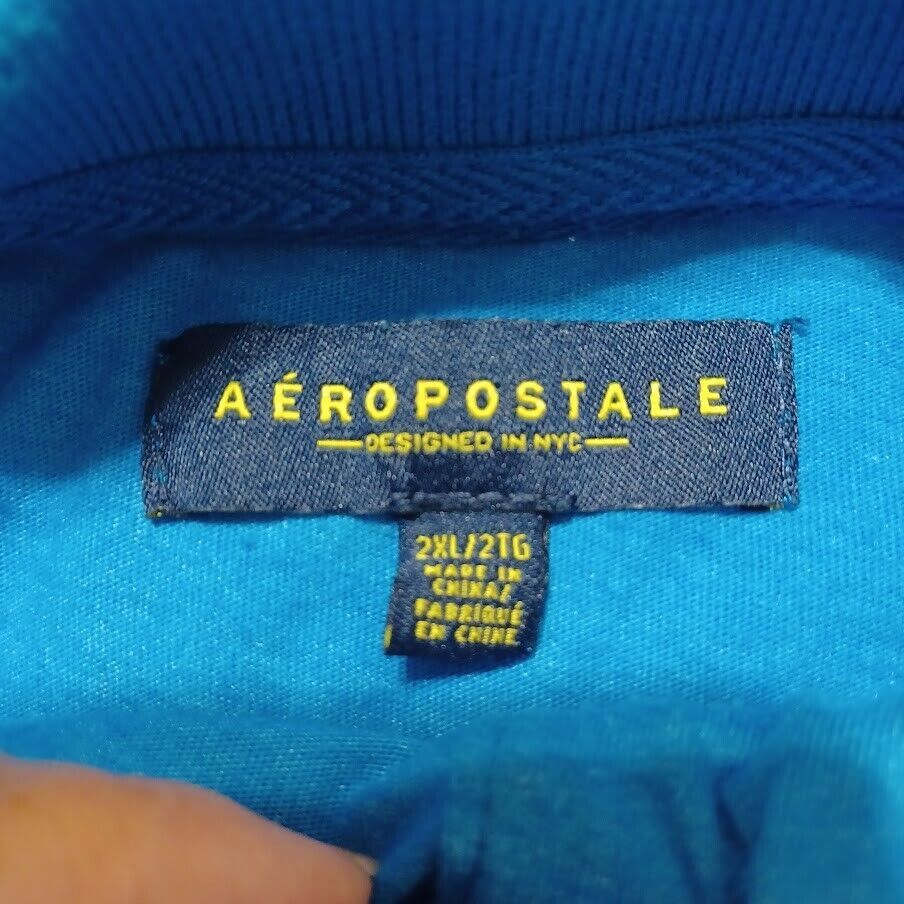 AÉROPOSTALE
DESIGNED IN NYC
2XL/2TG
MADE IN
CHINA/
FABRIQUÉ
EN CHINE